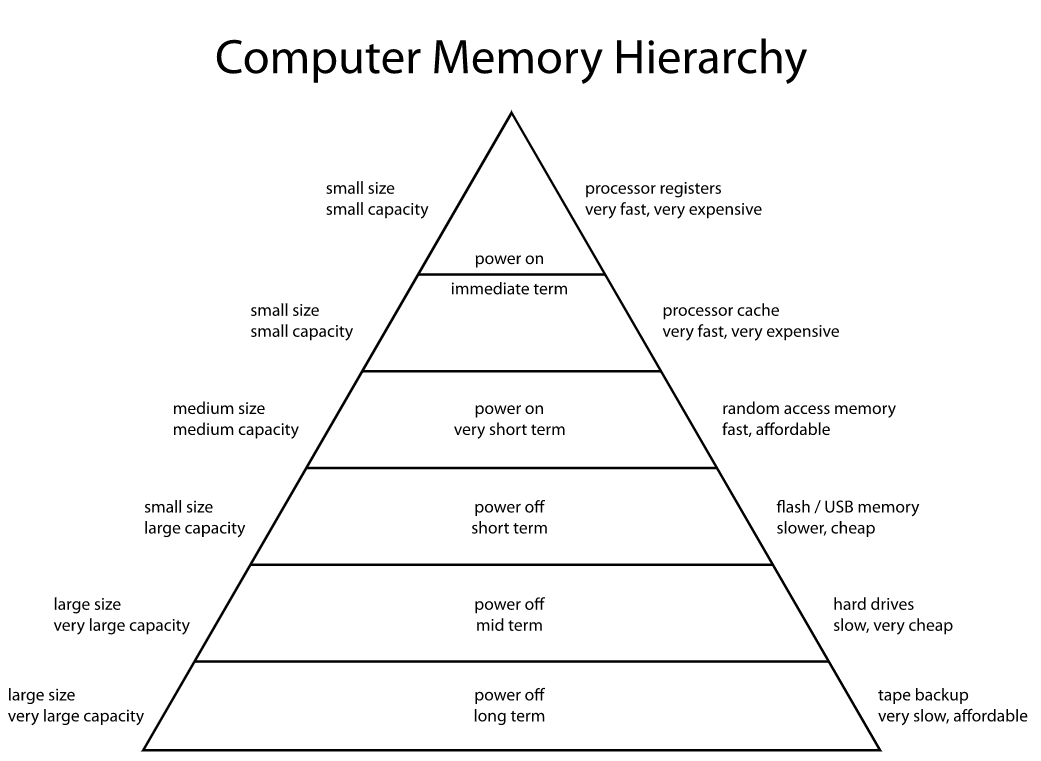 Computer Memory Hierarchy
small size
small capacity
processor registers
very fast, very expensive
power on
immediate term
small size
small capacity
processor cache
very fast, very expensive
medium size
medium capacity
power on
very short term
random access memory
fast, affordable
small size
large capacity
power off
short term
flash / USB memory
slower, cheap
large size
very large capacity
power off
mid term
hard drives
slow, very cheap
large size
very large capacity
power off
long term
tape backup
very slow, affordable